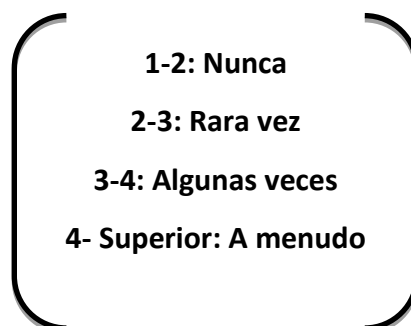 1-2: Nunca
2-3: Rara vez
3-4: Algunas veces
4- Superior: A menudo